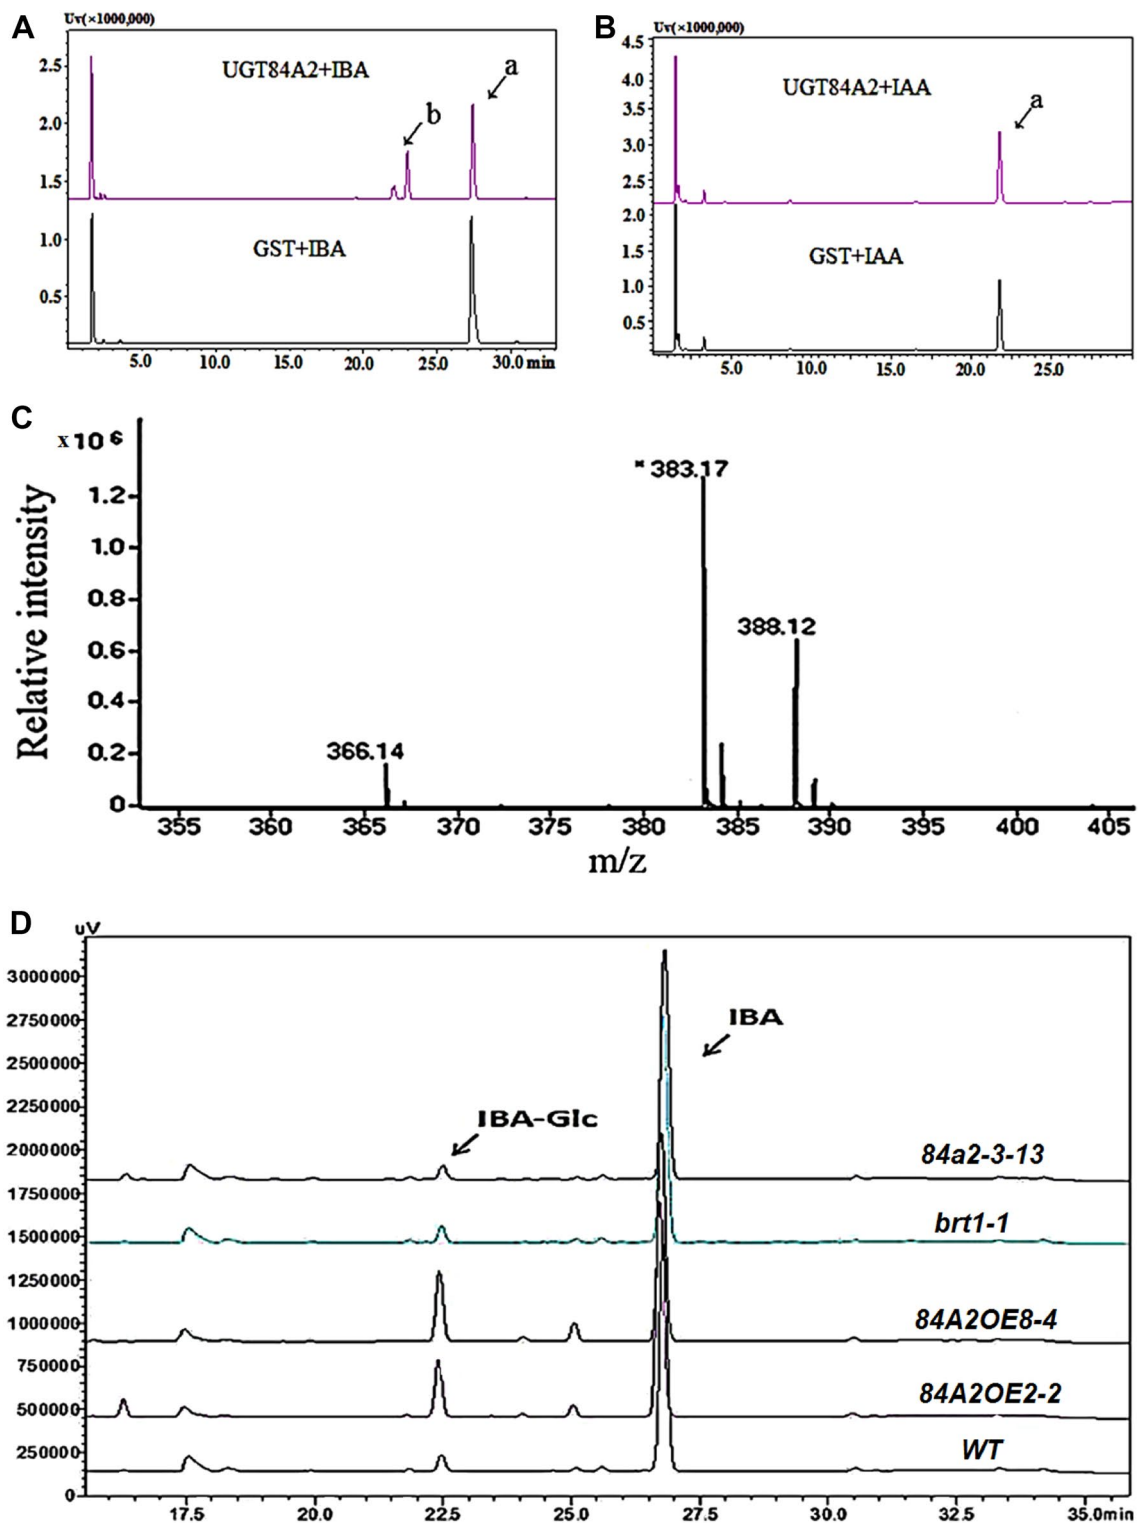 A
Uv(×1000,000)
UGT84A2+IBA
a
b
2.5
2.0
1.5
GST+IBA
1.0
0.5
5.0 10.0 15.0 20.0 25.0 30.0 min
B
Uv(×1000,000)
4.5
UGT84A2+IAA
a
4.0
3.5
3.0
2.5
2.0
GST+IAA
1.5
1.0
0.5
5.0 10.0 15.0 20.0 25.0
C
x10 6
Relative intensity
* 383.17
1.2
1.0
0.8
388.12
0.6
0.4
366.14
0.2
0
355 360 365 370 375 380 385 390 395 400 405
m/z
D
uV
3000000
IBA
2750000
2500000
2250000
IBA-Glc
2000000
84a2-3-13
1750000
brt1-1
1500000
1250000
84A2OE8-4
1000000
750000
84A2OE2-2
500000
WT
250000
0
17.5 20.0 22.5 25.0 27.5 30.0 32.5 35.0min